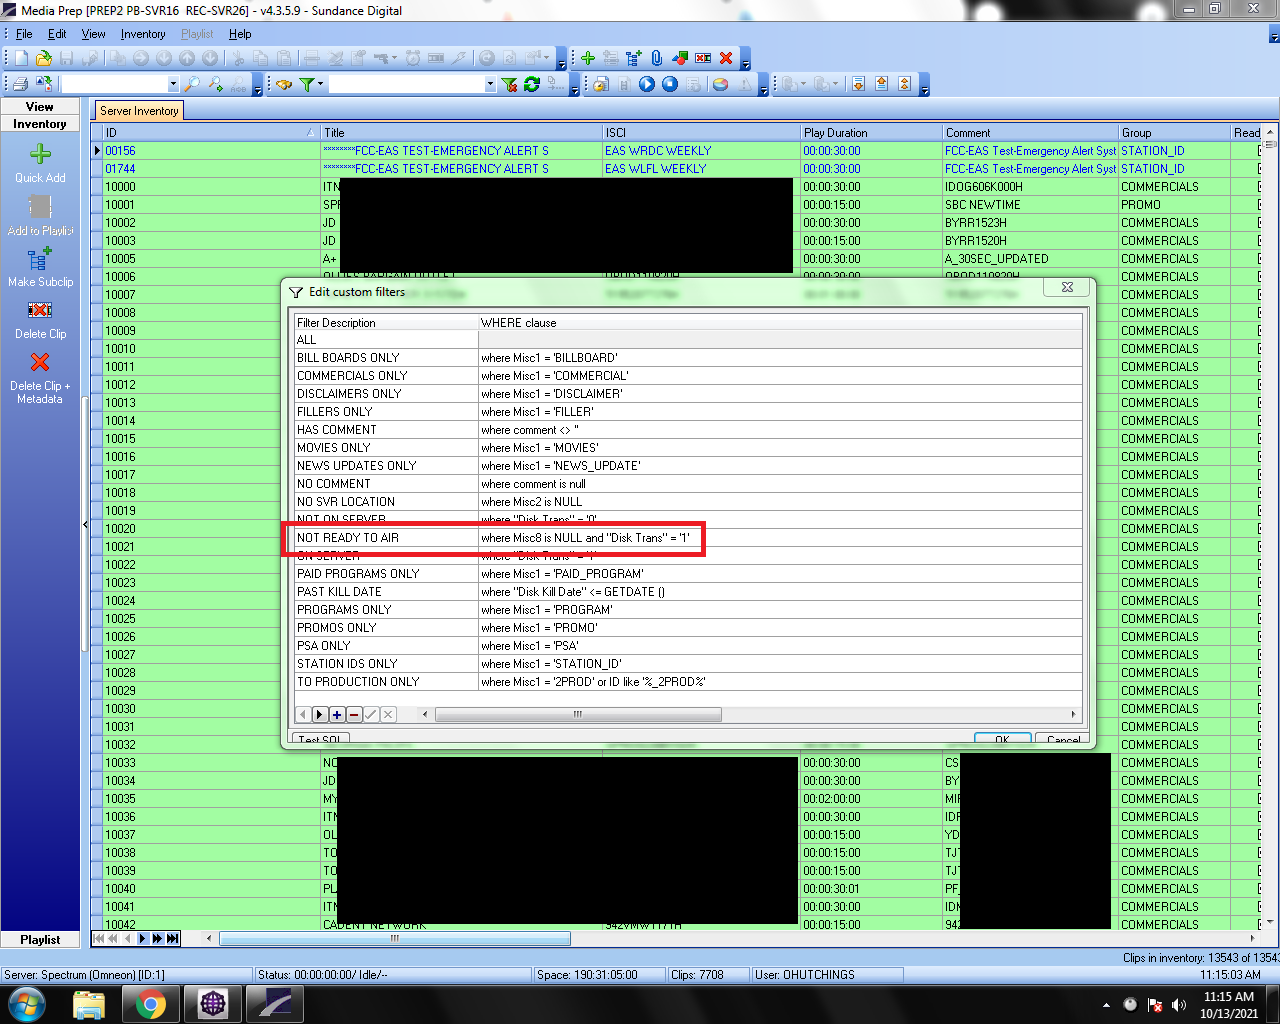 Media Prep [PREP2 PB-SVR16  REC-SVR26] - v4.3.5.9 - Sundance Digital
File Edit View Inventory Playlist Help
View
Inventory
Quick Add
Add to Playlist
Make Subclip
Delete Clip
Delete Clip +
Metadata
Playlist
Server Inventory
ID Title ISCI Play Duration Comment Group Read
00156 ********FCC-EAS TEST-EMERGENCY ALERT S EAS WRDC WEEKLY 00:00:30:00 FCC-EAS Test-Emergency Alert Syst STATION_ID
01744 ********FCC-EAS TEST-EMERGENCY ALERT S EAS WLFL WEEKLY 00:00:30:00 FCC-EAS Test-Emergency Alert Syst STATION_ID
10000 ITN 00:00:30:00 IDOG606K000H COMMERCIALS
10001 SPR 00:00:15:00 SBC NEWTIME PROMO
10002 JD 00:00:30:00 BYRR1523H COMMERCIALS
10003 JD 00:00:15:00 BYRR1520H COMMERCIALS
10005 A+ 00:00:30:00 A_30SEC_UPDATED COMMERCIALS
10006 OLLIES BARGAIN OUTLET OBOD110820H 00:00:30:00 OBOD110820H COMMERCIALS
10007 COMMERCIALS
10008 COMMERCIALS
10009 COMMERCIALS
10010 COMMERCIALS
10011 COMMERCIALS
10012 COMMERCIALS
10013 COMMERCIALS
10014 COMMERCIALS
10015 COMMERCIALS
10016 COMMERCIALS
10017 COMMERCIALS
10018 COMMERCIALS
10019 COMMERCIALS
10020 COMMERCIALS
10021 COMMERCIALS
10022 COMMERCIALS
10023 COMMERCIALS
10024 COMMERCIALS
10025 COMMERCIALS
10026 COMMERCIALS
10027 COMMERCIALS
10028 COMMERCIALS
10029 COMMERCIALS
10030 COMMERCIALS
10031 COMMERCIALS
10032 COMMERCIALS
10033 NC 00:00:30:00 CS COMMERCIALS
10034 JD 00:00:30:00 BY COMMERCIALS
10035 MY 00:02:00:00 MIF COMMERCIALS
10036 ITN 00:00:30:00 IDF COMMERCIALS
10037 OL 00:00:15:00 YD COMMERCIALS
10038 TO 00:00:15:00 TJT COMMERCIALS
10039 TO 00:00:15:00 TJT COMMERCIALS
10040 PL 00:00:30:01 PF_ COMMERCIALS
10041 ITN 00:00:30:00 IDM COMMERCIALS
10042 CADENT NETWORK 942VMW1171H 00:00:15:00 942 COMMERCIALS
Edit custom filters
Filter Description WHERE clause
ALL
BILL BOARDS ONLY where Misc1 = 'BILLBOARD'
COMMERCIALS ONLY where Misc1 = 'COMMERCIAL'
DISCLAIMERS ONLY where Misc1 = 'DISCLAIMER'
FILLERS ONLY where Misc1 = 'FILLER'
HAS COMMENT where comment <> ''
MOVIES ONLY where Misc1 = 'MOVIES'
NEWS UPDATES ONLY where Misc1 = 'NEWS_UPDATE'
NO COMMENT where comment is null
NO SVR LOCATION where Misc2 is NULL
NOT ON SERVER where "Disk Trans" = '0'
NOT READY TO AIR where Misc8 is NULL and "Disk Trans" = '1'
ON SERVER where "Disk Trans" = '1'
PAID PROGRAMS ONLY where Misc1 = 'PAID_PROGRAM'
PAST KILL DATE where "Disk Kill Date" <= GETDATE ()
PROGRAMS ONLY where Misc1 = 'PROGRAM'
PROMOS ONLY where Misc1 = 'PROMO'
PSA ONLY where Misc1 = 'PSA'
STATION IDS ONLY where Misc1 = 'STATION_ID'
TO PRODUCTION ONLY where Misc1 = '2PROD' or ID like '%_2PROD%'
Test SQL OK Cancel
Clips in inventory: 13543 of 13543
Server: Spectrum (Omneon) [ID:1] Status: 00:00:00:00/ Idle/-- Space: 190:31:05:00 Clips: 7708 User: OHUTCHINGS 11:15:03 AM
11:15 AM
10/13/2021